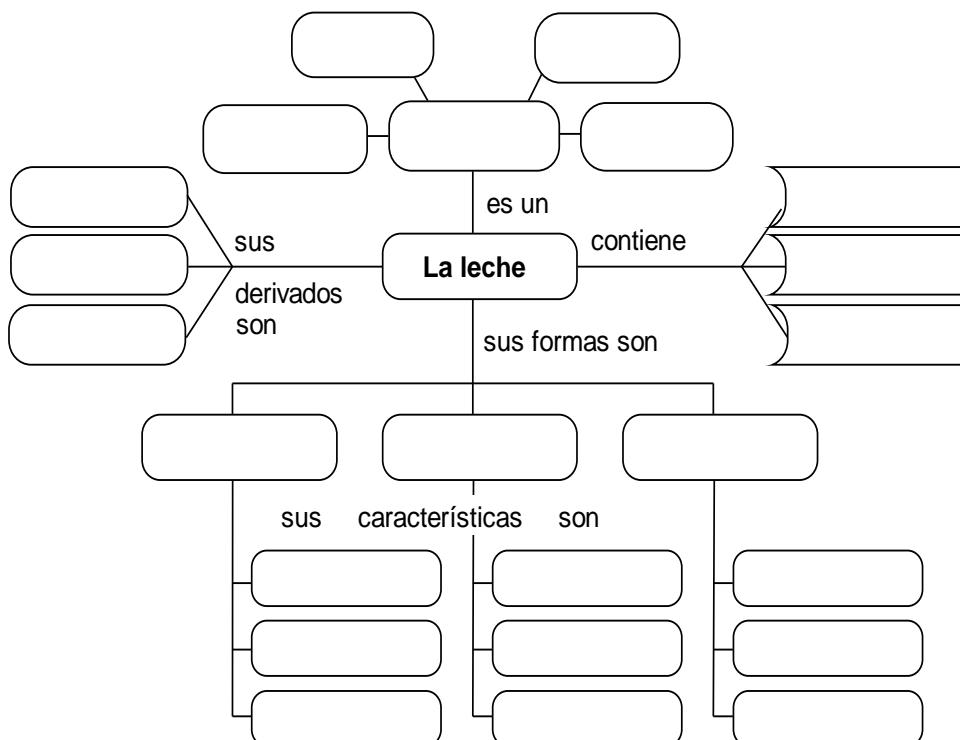 es un
sus
contiene
La leche
derivados
son
sus formas son
sus características son